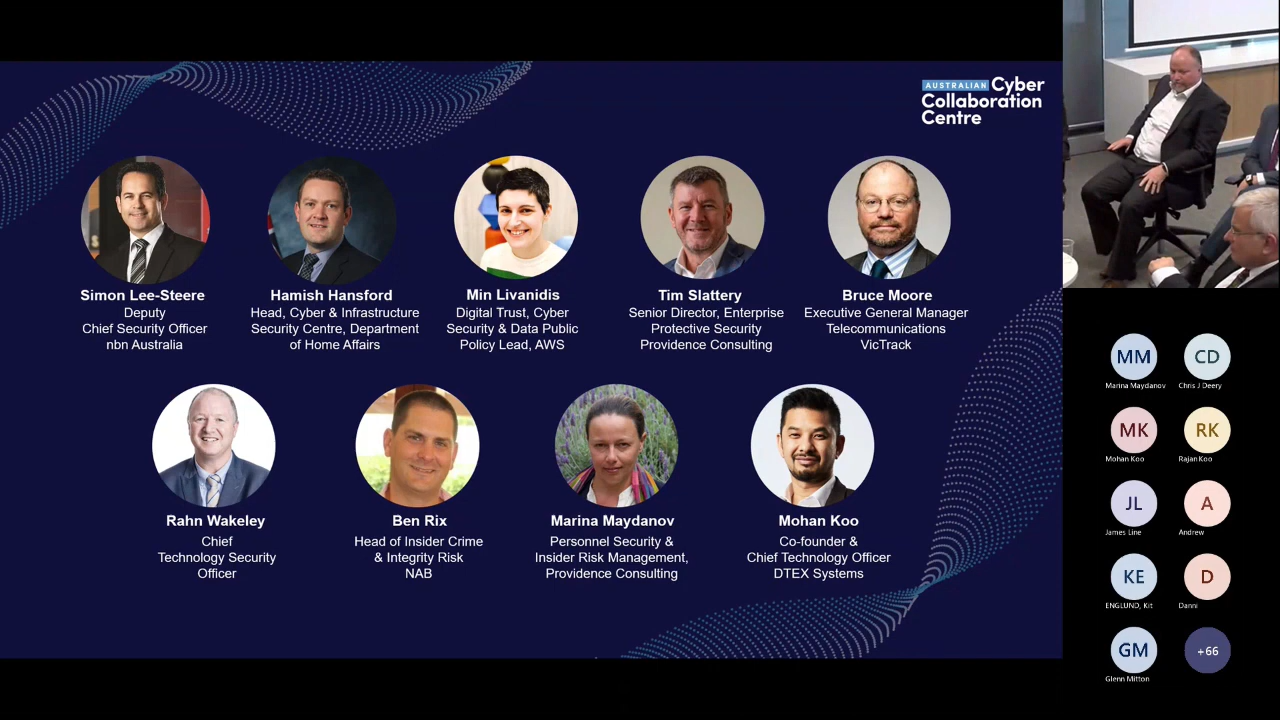 AUSTRALIAN Cyber
Collaboration
Centre
Simon Lee-Steere
Deputy
Chief Security Officer
nbn Australia
Hamish Hansford
Head, Cyber & Infrastructure
Security Centre, Department
of Home Affairs
Min Livanidis
Digital Trust, Cyber
Security & Data Public
Policy Lead, AWS
Tim Slattery
Senior Director, Enterprise
Protective Security
Providence Consulting
Bruce Moore
Executive General Manager
Telecommunications
VicTrack
Rahn Wakeley
Chief
Technology Security
Officer
Ben Rix
Head of Insider Crime
& Integrity Risk
NAB
Marina Maydanov
Personnel Security &
Insider Risk Management,
Providence Consulting
Mohan Koo
Co-founder &
Chief Technology Officer
DTEX Systems
MM
Marina Maydanov
CD
Chris J Deery
MK
Mohan Koo
RK
Rajan Koo
JL
James Line
A
Andrew
KE
ENGLUND, Kit
D
Danni
GM
Glenn Mitton
+66